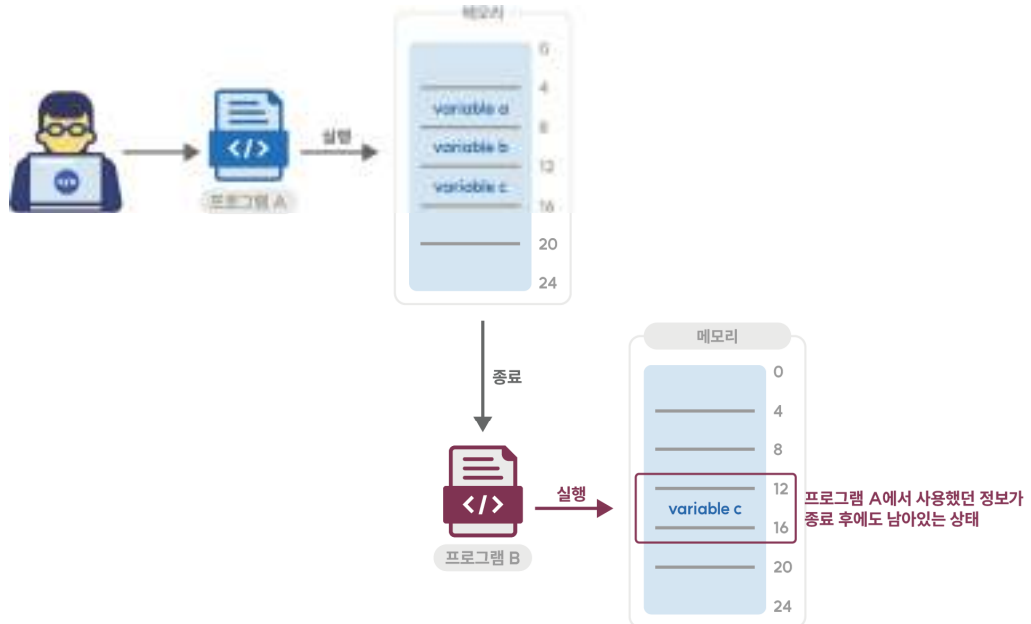 메모리
0
4
variable a
8
variable b
12
variable c
16
20
24
실행
</>
프로그램 A
종료
메모리
0
4
8
12
variable c
16
20
24
실행
</>
프로그램 B
프로그램 A에서 사용했던 정보가
종료 후에도 남아있는 상태